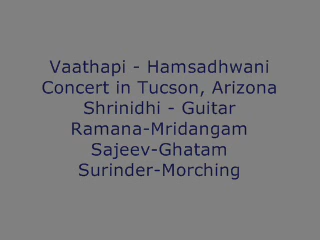 Vaathapi - Hamsadhwani
Concert in Tucson, Arizona
Shrinidhi - Guitar
Ramana-Mridangam
Sajeev-Ghatam
Surinder-Morching